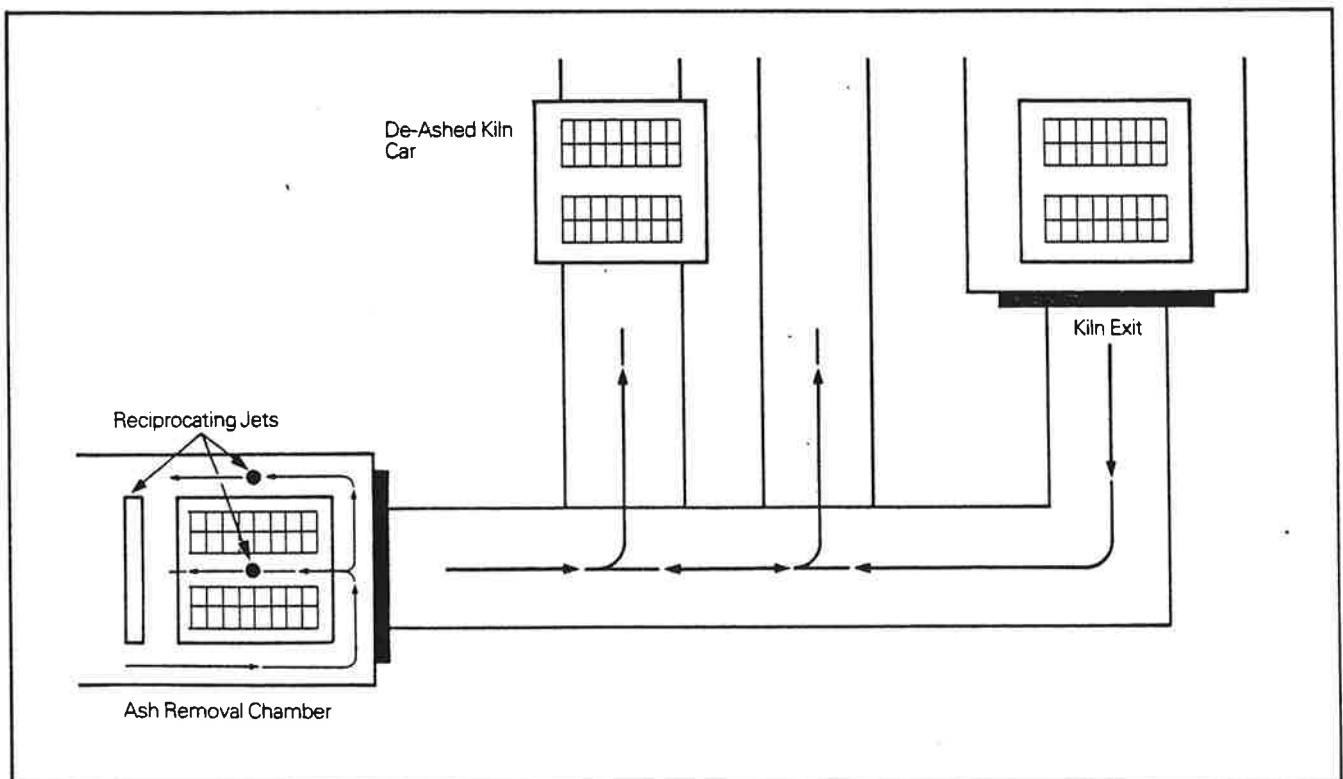 De-Ashed Kiln
Car
Kiln Exit
Reciprocating Jets
Ash Removal Chamber